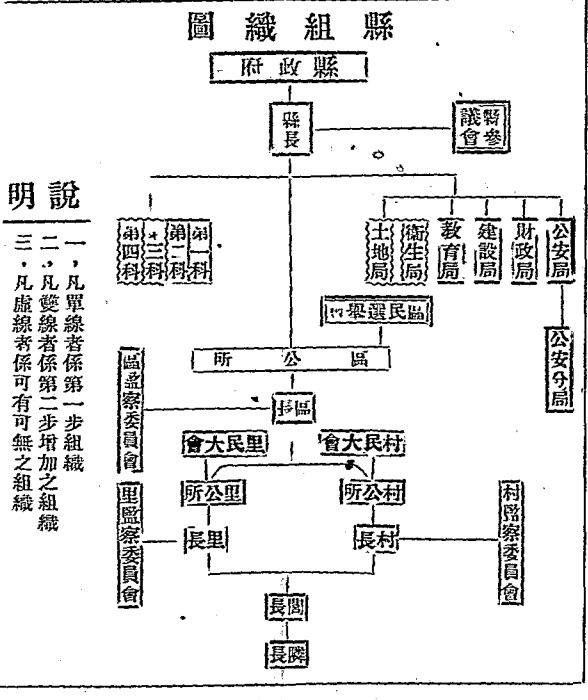 縣組織圖
縣政府
縣長
縣參議會
公安局
財政局
建設局
教育局
衛生局
土地局
第一科
第二科
第三科
第四科
公安分局
區民選舉
區公所
區長
區監察委員會
村民大會
里民大會
村公所
里公所
村長
里長
村監察委員會
里監察委員會
閭長
隣長
說明
一，凡單線者係第一步組織
二，凡雙線者係第二步增加之組織
三，凡虛線者係可有可無之組織